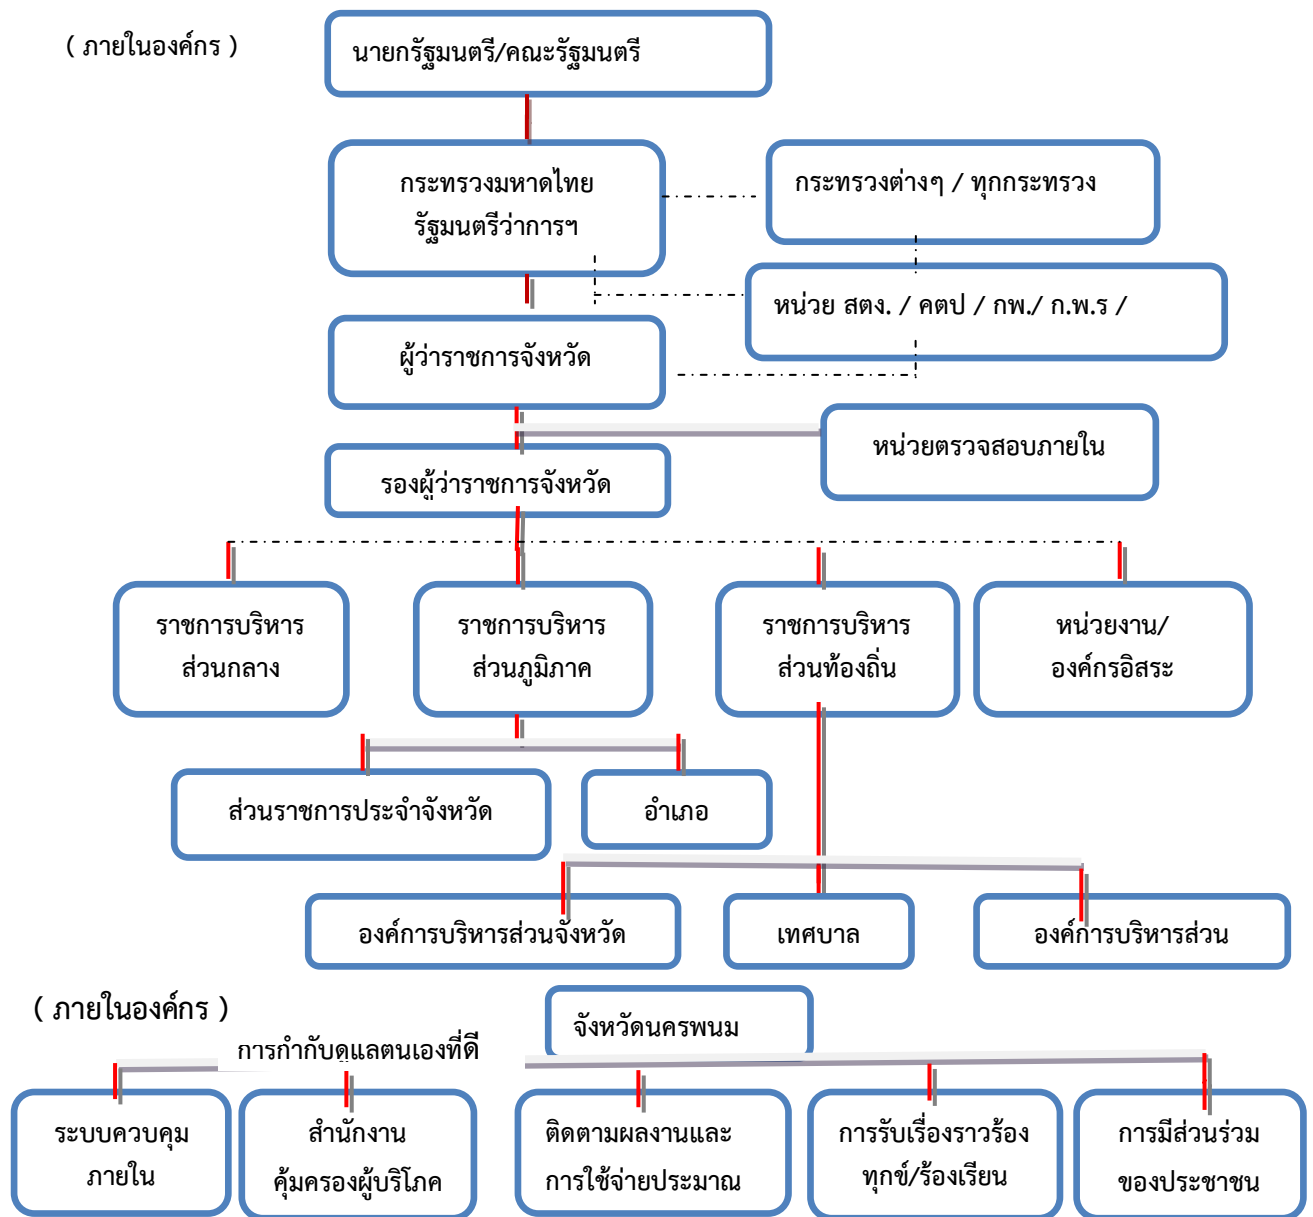 ( ภายในองค์กร )
นายกรัฐมนตรี/คณะรัฐมนตรี
กระทรวงมหาดไทย
รัฐมนตรีว่าการฯ
กระทรวงต่างๆ / ทุกกระทรวง
หน่วย สตง. / คตป / กพ./ ก.พ.ร /
ผู้ว่าราชการจังหวัด
หน่วยตรวจสอบภายใน
รองผู้ว่าราชการจังหวัด
ราชการบริหาร
ส่วนกลาง
ราชการบริหาร
ส่วนภูมิภาค
ราชการบริหาร
ส่วนท้องถิ่น
หน่วยงาน/
องค์กรอิสระ
ส่วนราชการประจำจังหวัด
อำเภอ
องค์การบริหารส่วนจังหวัด
เทศบาล
องค์การบริหารส่วน
( ภายในองค์กร )
จังหวัดนครพนม
การกำกับดูแลตนเองที่ดี
ระบบควบคุม
ภายใน
สำนักงาน
คุ้มครองผู้บริโภค
ติดตามผลงานและ
การใช้จ่ายประมาณ
การรับเรื่องราวร้อง
ทุกข์/ร้องเรียน
การมีส่วนร่วม
ของประชาชน